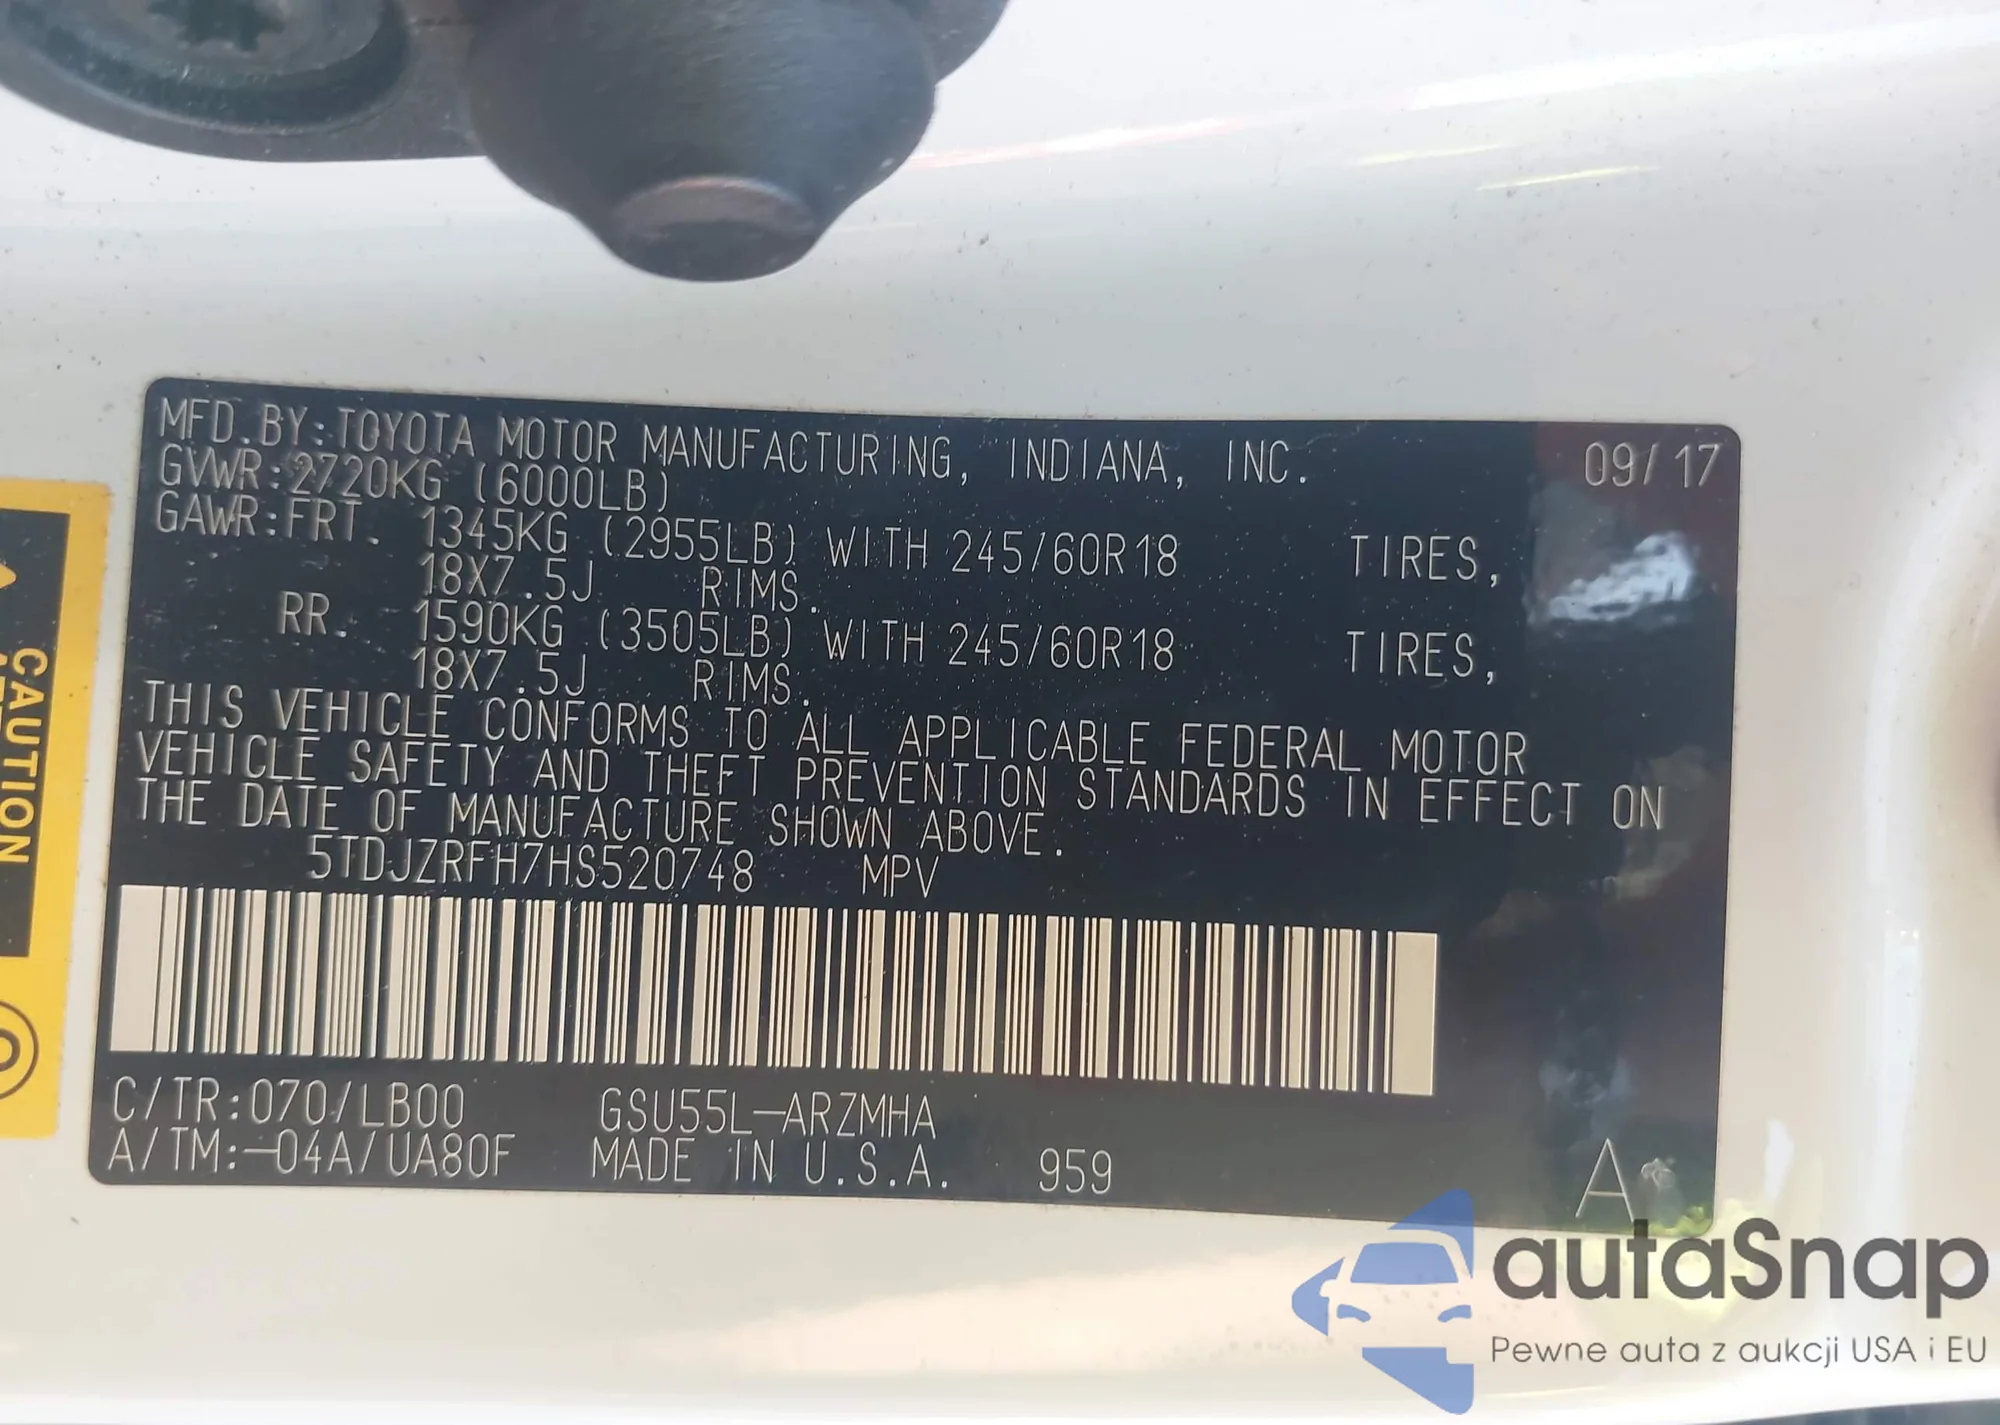 MFD.BY:TOYOTA MOTOR MANUFACTURING, INDIANA, INC. 09/17
GVWR:2720KG (6000LB)
GAWR:FRT. 1345KG (2955LB) WITH 245/60R18 TIRES,
18X7.5J RIMS.
RR. 1590KG (3505LB) WITH 245/60R18 TIRES,
18X7.5J RIMS.
THIS VEHICLE CONFORMS TO ALL APPLICABLE FEDERAL MOTOR
VEHICLE SAFETY AND THEFT PREVENTION STANDARDS IN EFFECT ON
THE DATE OF MANUFACTURE SHOWN ABOVE.
5TDJZRFH7HS520748 MPV
C/TR:070/LB00 GSU55L-ARZMHA
A/TM:-04A/UA80F MADE IN U.S.A. 959
A
CAUTION
autaSnap
Pewne auta z aukcji USA i EU